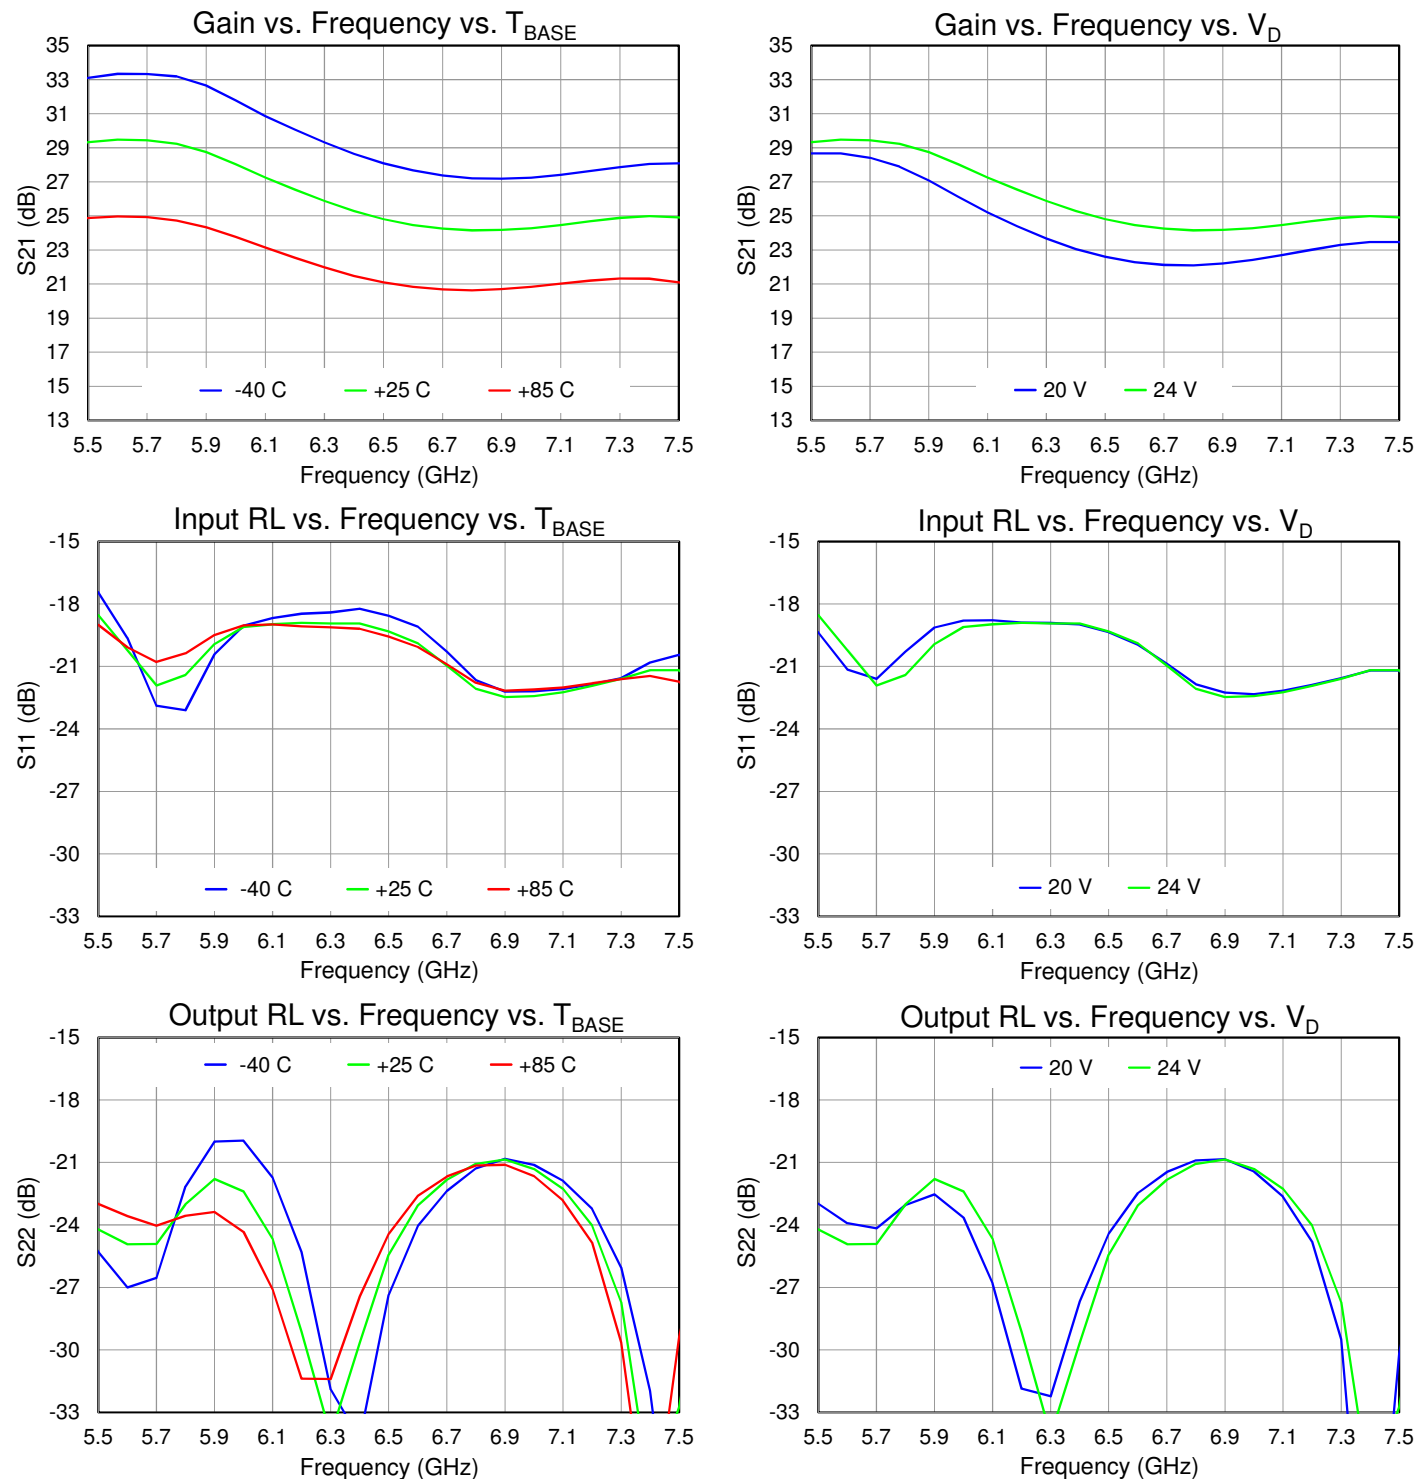 Gain vs. Frequency vs. T_BASE
35
33
31
29
27
25
23
21
19
17
15
13
S21 (dB)
-40 C +25 C +85 C
5.5 5.7 5.9 6.1 6.3 6.5 6.7 6.9 7.1 7.3 7.5
Frequency (GHz)
Gain vs. Frequency vs. V_D
35
33
31
29
27
25
23
21
19
17
15
13
S21 (dB)
20 V 24 V
5.5 5.7 5.9 6.1 6.3 6.5 6.7 6.9 7.1 7.3 7.5
Frequency (GHz)
Input RL vs. Frequency vs. T_BASE
-15
-18
-21
-24
-27
-30
-33
S11 (dB)
-40 C +25 C +85 C
5.5 5.7 5.9 6.1 6.3 6.5 6.7 6.9 7.1 7.3 7.5
Frequency (GHz)
Input RL vs. Frequency vs. V_D
-15
-18
-21
-24
-27
-30
-33
S11 (dB)
20 V 24 V
5.5 5.7 5.9 6.1 6.3 6.5 6.7 6.9 7.1 7.3 7.5
Frequency (GHz)
Output RL vs. Frequency vs. T_BASE
-15
-18
-21
-24
-27
-30
-33
S22 (dB)
-40 C +25 C +85 C
5.5 5.7 5.9 6.1 6.3 6.5 6.7 6.9 7.1 7.3 7.5
Frequency (GHz)
Output RL vs. Frequency vs. V_D
-15
-18
-21
-24
-27
-30
-33
S22 (dB)
20 V 24 V
5.5 5.7 5.9 6.1 6.3 6.5 6.7 6.9 7.1 7.3 7.5
Frequency (GHz)